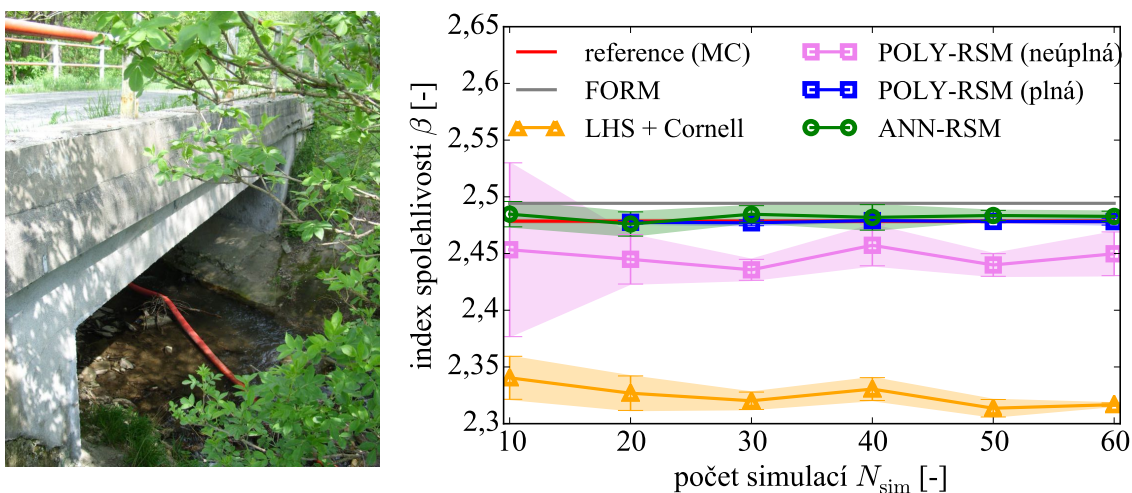 2,65
2,6
2,55
2,5
2,45
2,4
2,35
2,3
index spolehlivosti β [-]
reference (MC)
FORM
LHS + Cornell
POLY-RSM (neúplná)
POLY-RSM (plná)
ANN-RSM
10 20 30 40 50 60
počet simulací Nsim [-]